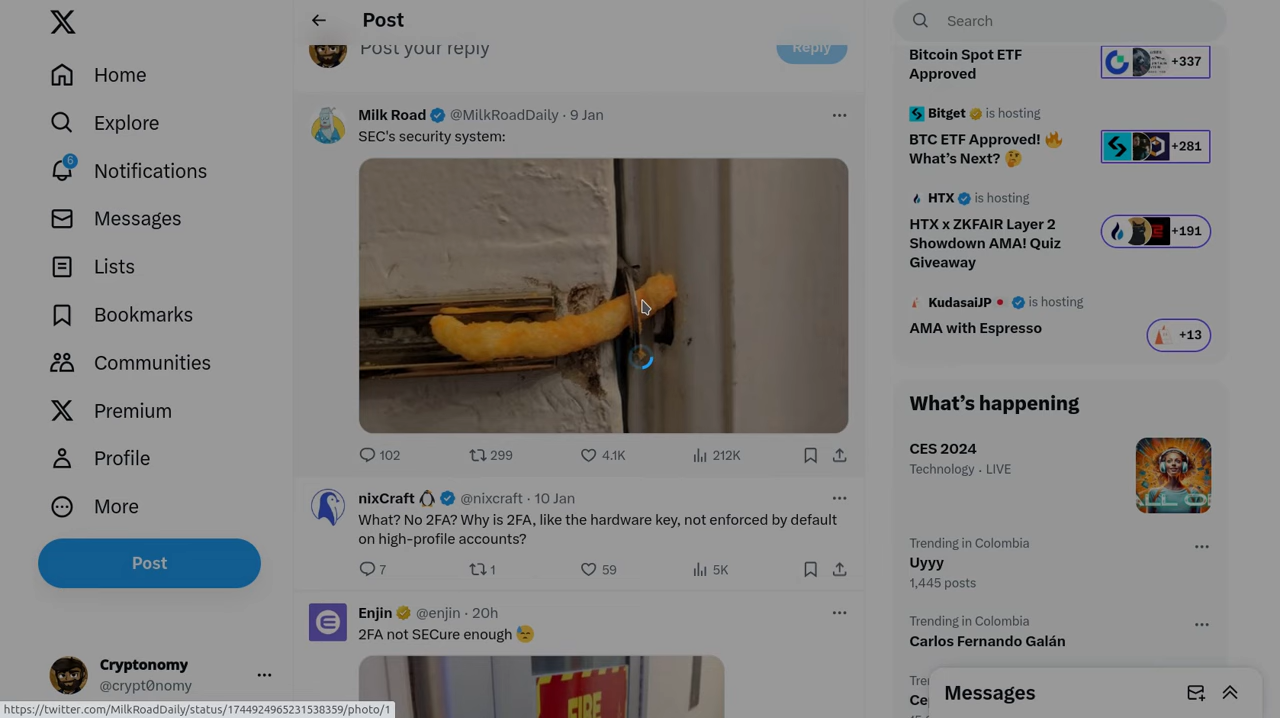 Home
Explore
6
Notifications
Messages
Lists
Bookmarks
Communities
Premium
Profile
More
Post
Cryptonomy
@crypt0nomy
https://twitter.com/MilkRoadDaily/status/1744924965231538359/photo/1
Post
Post your reply
Reply
Milk Road @MilkRoadDaily · 9 Jan
SEC's security system:
102 299 4.1K 212K
nixCraft @nixcraft · 10 Jan
What? No 2FA? Why is 2FA, like the hardware key, not enforced by default
on high-profile accounts?
7 1 59 5K
Enjin @enjin · 20h
2FA not SECure enough 😓
FIRE
Search
Bitcoin Spot ETF
Approved
+337
Bitget is hosting
BTC ETF Approved! 🔥
What's Next? 🤔
+281
HTX is hosting
HTX x ZKFAIR Layer 2
Showdown AMA! Quiz
Giveaway
+191
KudasaiJP is hosting
AMA with Espresso
+13
What's happening
CES 2024
Technology · LIVE
Trending in Colombia
Uyyy
1,445 posts
Trending in Colombia
Carlos Fernando Galán
Messages